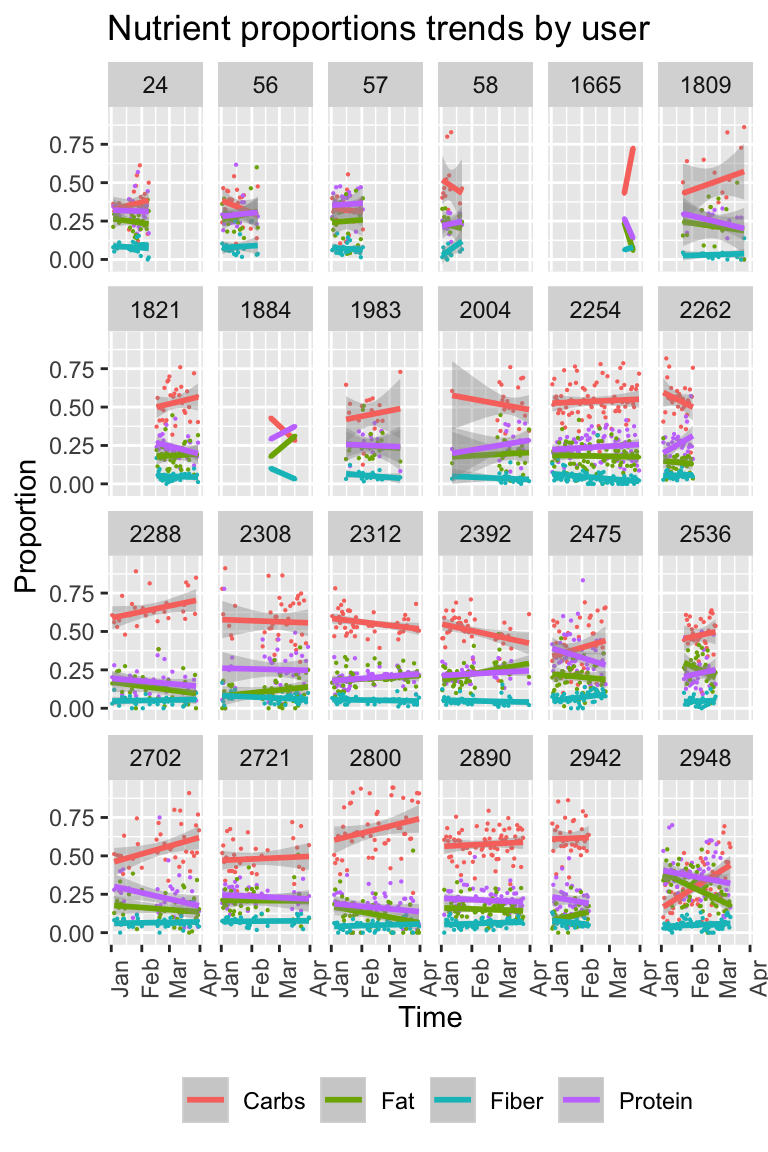 Nutrient proportions trends by user
24 56 57 58 1665 1809
0.75
0.50
0.25
0.00
1821 1884 1983 2004 2254 2262
0.75
0.50
0.25
0.00
Proportion
2288 2308 2312 2392 2475 2536
0.75
0.50
0.25
0.00
2702 2721 2800 2890 2942 2948
0.75
0.50
0.25
0.00
Jan Feb Mar Apr Jan Feb Mar Apr Jan Feb Mar Apr Jan Feb Mar Apr Jan Feb Mar Apr Jan Feb Mar Apr
Time
Carbs Fat Fiber Protein